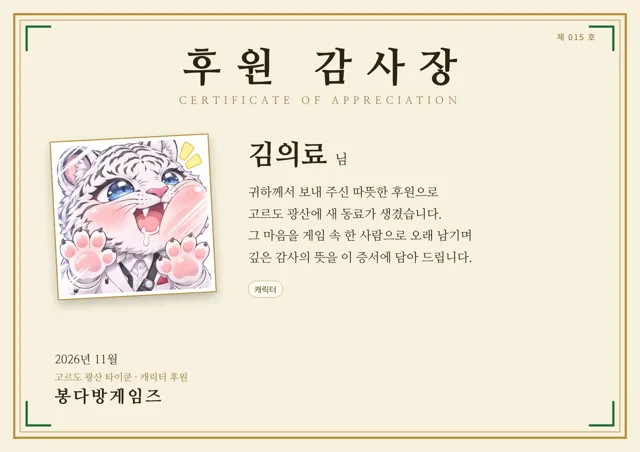 제 015 호
후원 감사장
CERTIFICATE OF APPRECIATION
김의료 님
귀하께서 보내 주신 따뜻한 후원으로
고르도 광산에 새 동료가 생겼습니다.
그 마음을 게임 속 한 사람으로 오래 남기며
깊은 감사의 뜻을 이 증서에 담아 드립니다.
캐릭터
2026년 11월
고르도 광산 타이쿤 · 캐릭터 후원
봉다방게임즈